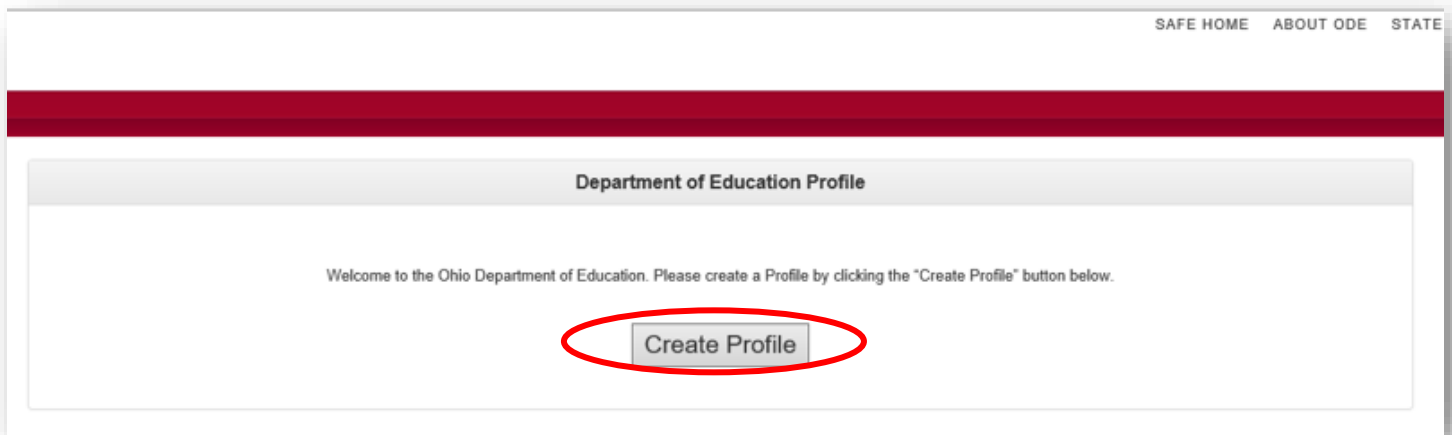 SAFE HOME ABOUT ODE STATE
Department of Education Profile
Welcome to the Ohio Department of Education. Please create a Profile by clicking the “Create Profile” button below.
Create Profile